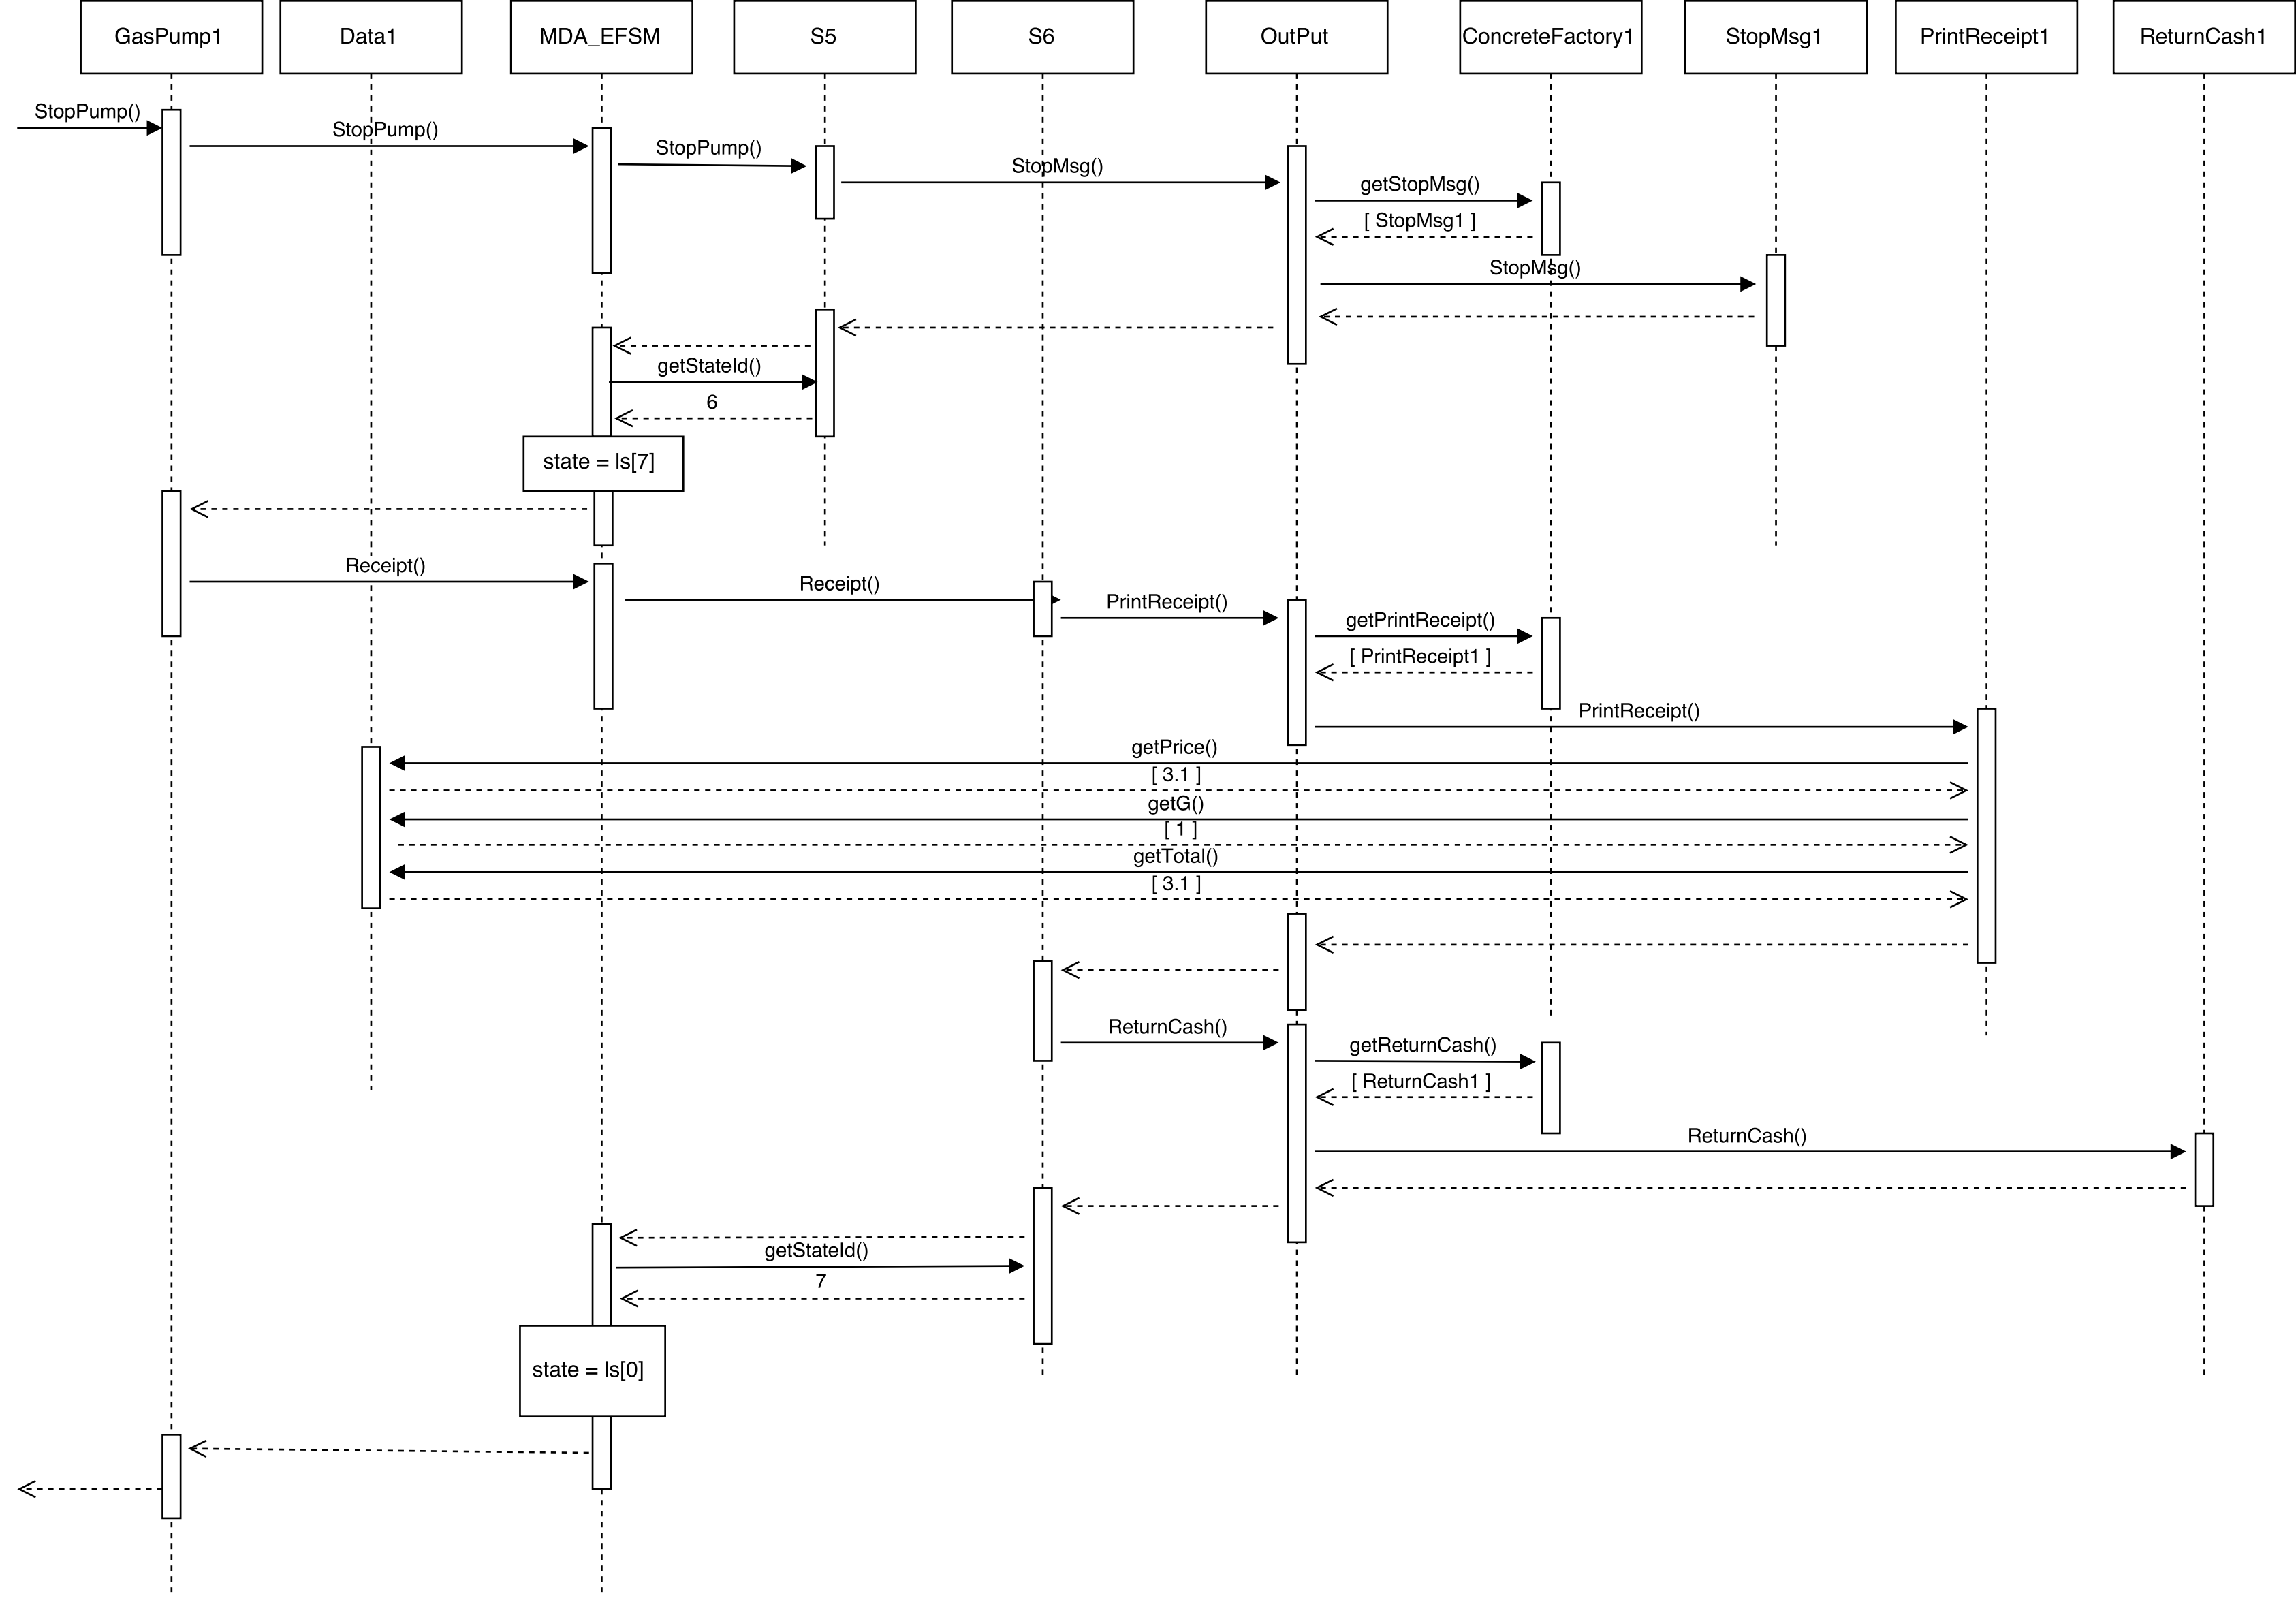 GasPump1
Data1
MDA_EFSM
S5
S6
OutPut
ConcreteFactory1
StopMsg1
PrintReceipt1
ReturnCash1
StopPump()
StopPump()
StopPump()
StopMsg()
getStopMsg()
[ StopMsg1 ]
StopMsg()
getStateId()
6
state = ls[7]
Receipt()
Receipt()
PrintReceipt()
getPrintReceipt()
[ PrintReceipt1 ]
PrintReceipt()
getPrice()
[ 3.1 ]
getG()
[ 1 ]
getTotal()
[ 3.1 ]
ReturnCash()
getReturnCash()
[ ReturnCash1 ]
ReturnCash()
getStateId()
7
state = ls[0]